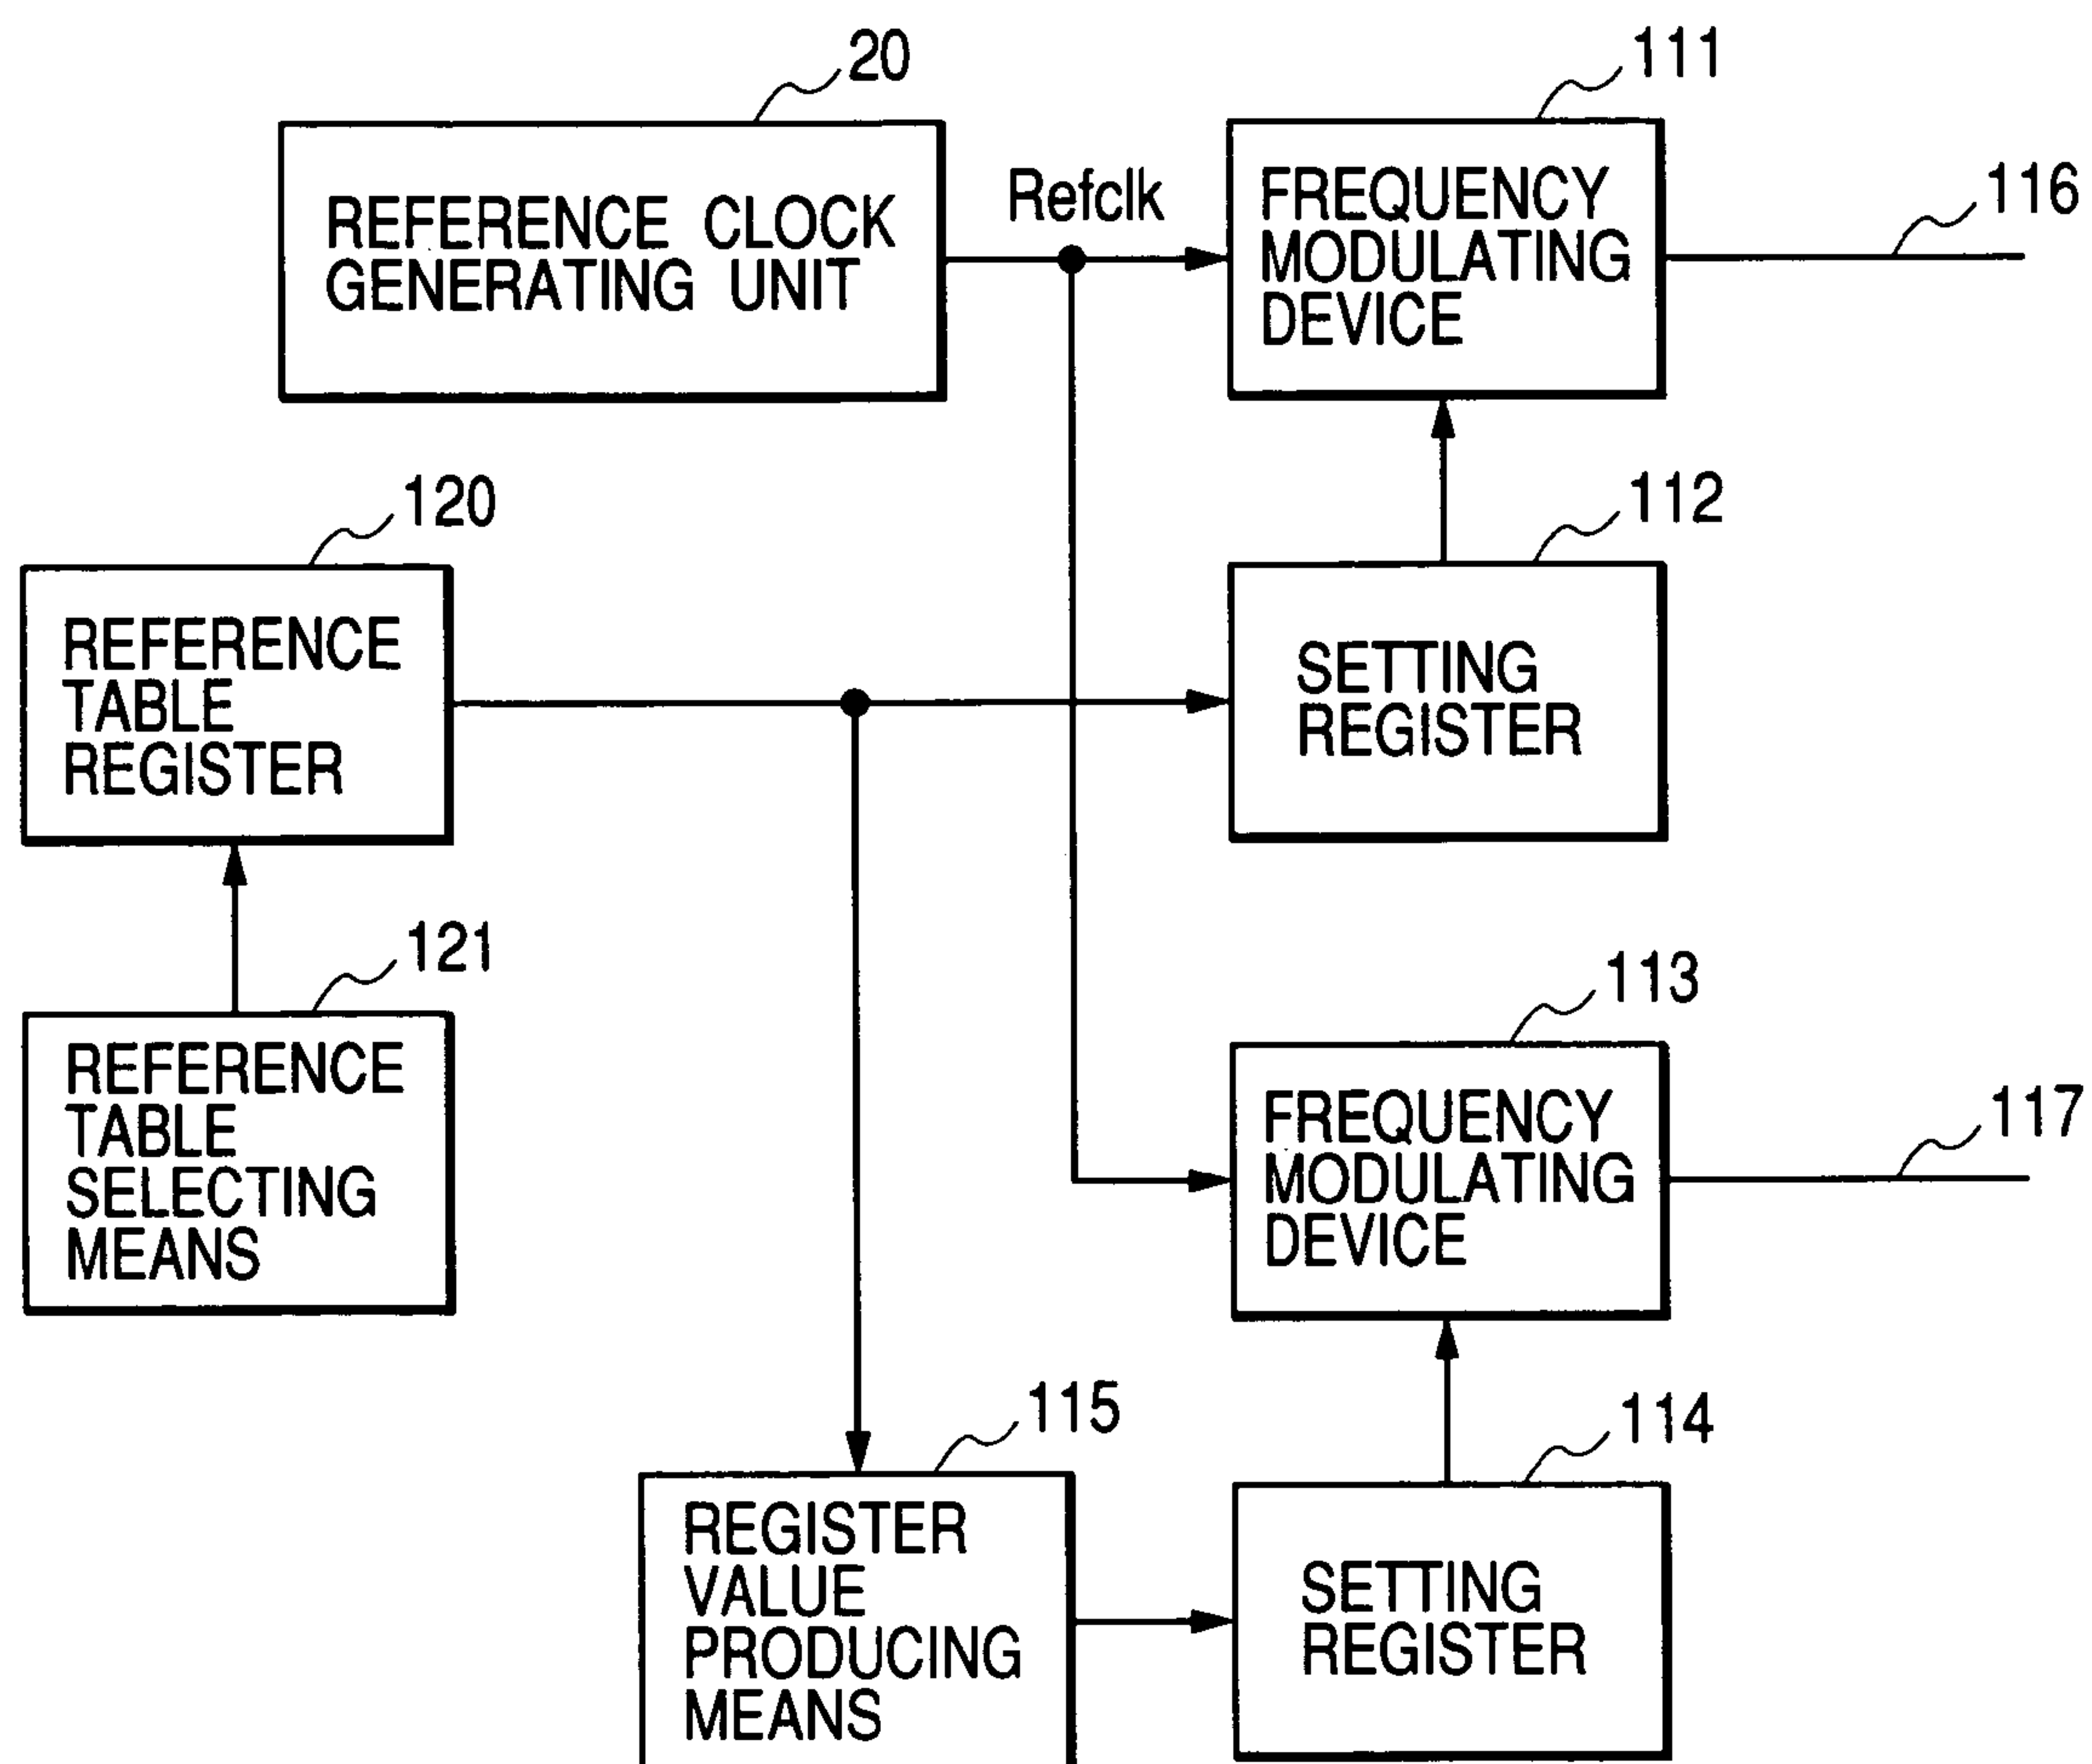 20
REFERENCE CLOCK
GENERATING UNIT
Refclk
111
FREQUENCY
MODULATING
DEVICE
116
120
REFERENCE
TABLE
REGISTER
112
SETTING
REGISTER
121
REFERENCE
TABLE
SELECTING
MEANS
113
FREQUENCY
MODULATING
DEVICE
117
115
REGISTER
VALUE
PRODUCING
MEANS
114
SETTING
REGISTER